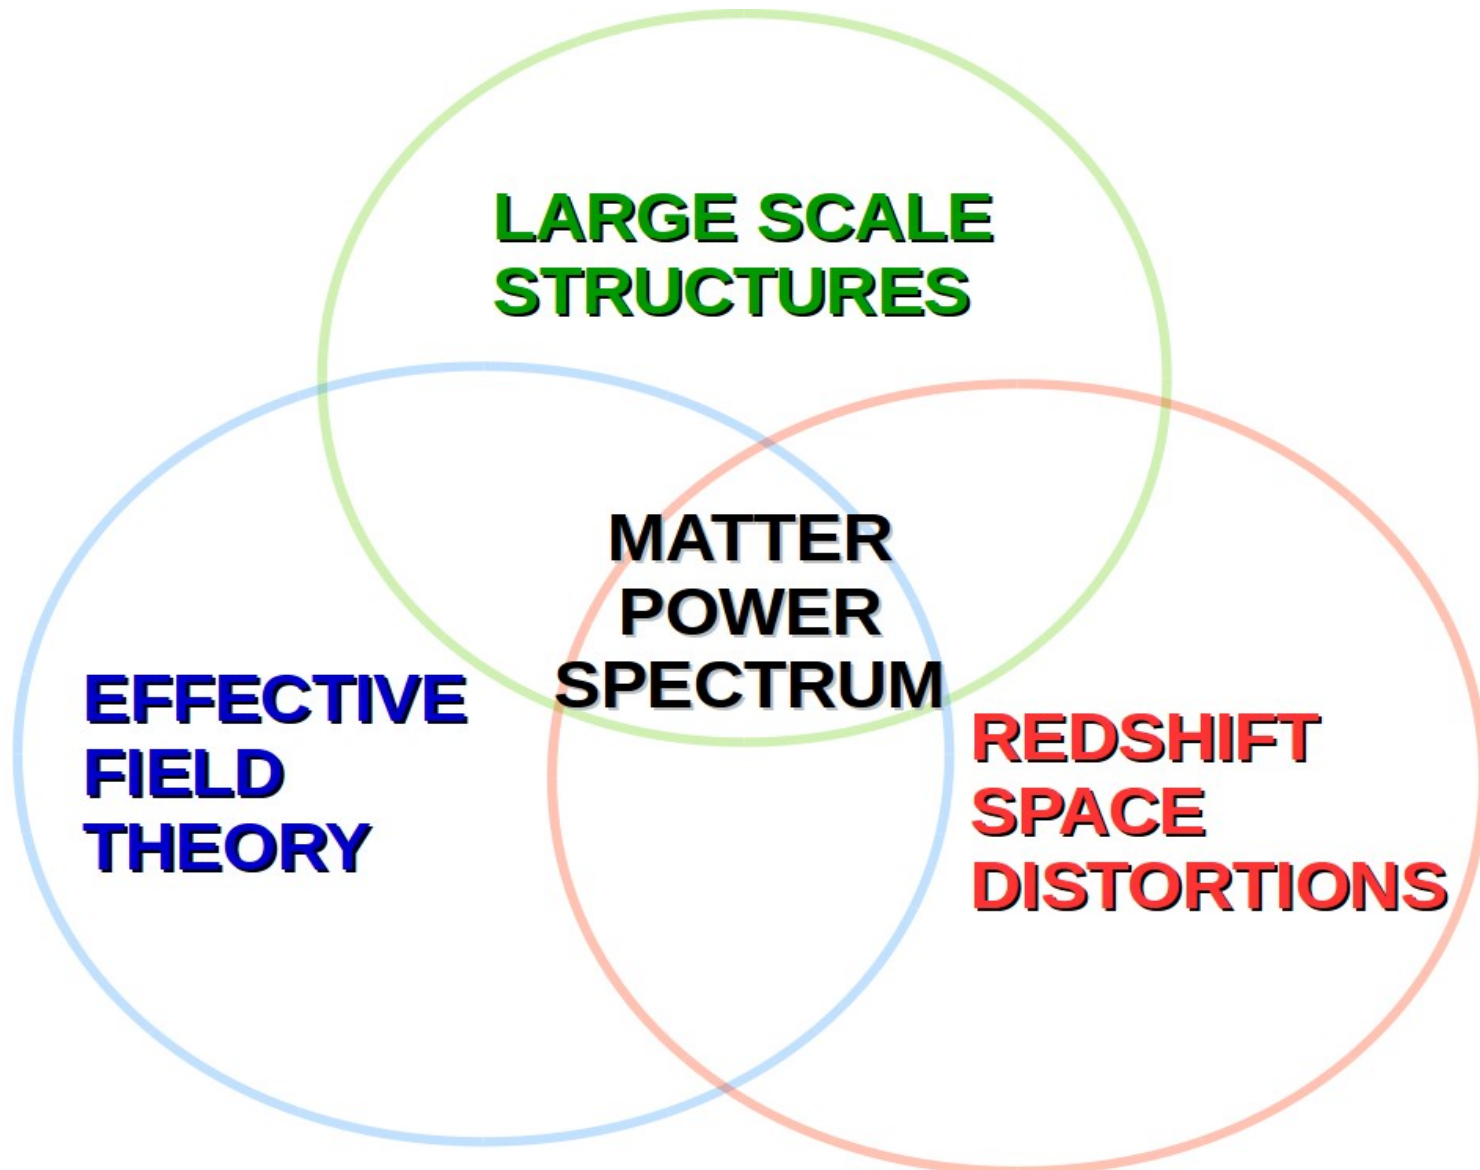 LARGE SCALE
STRUCTURES
MATTER
POWER
SPECTRUM
EFFECTIVE
FIELD
THEORY
REDSHIFT
SPACE
DISTORTIONS